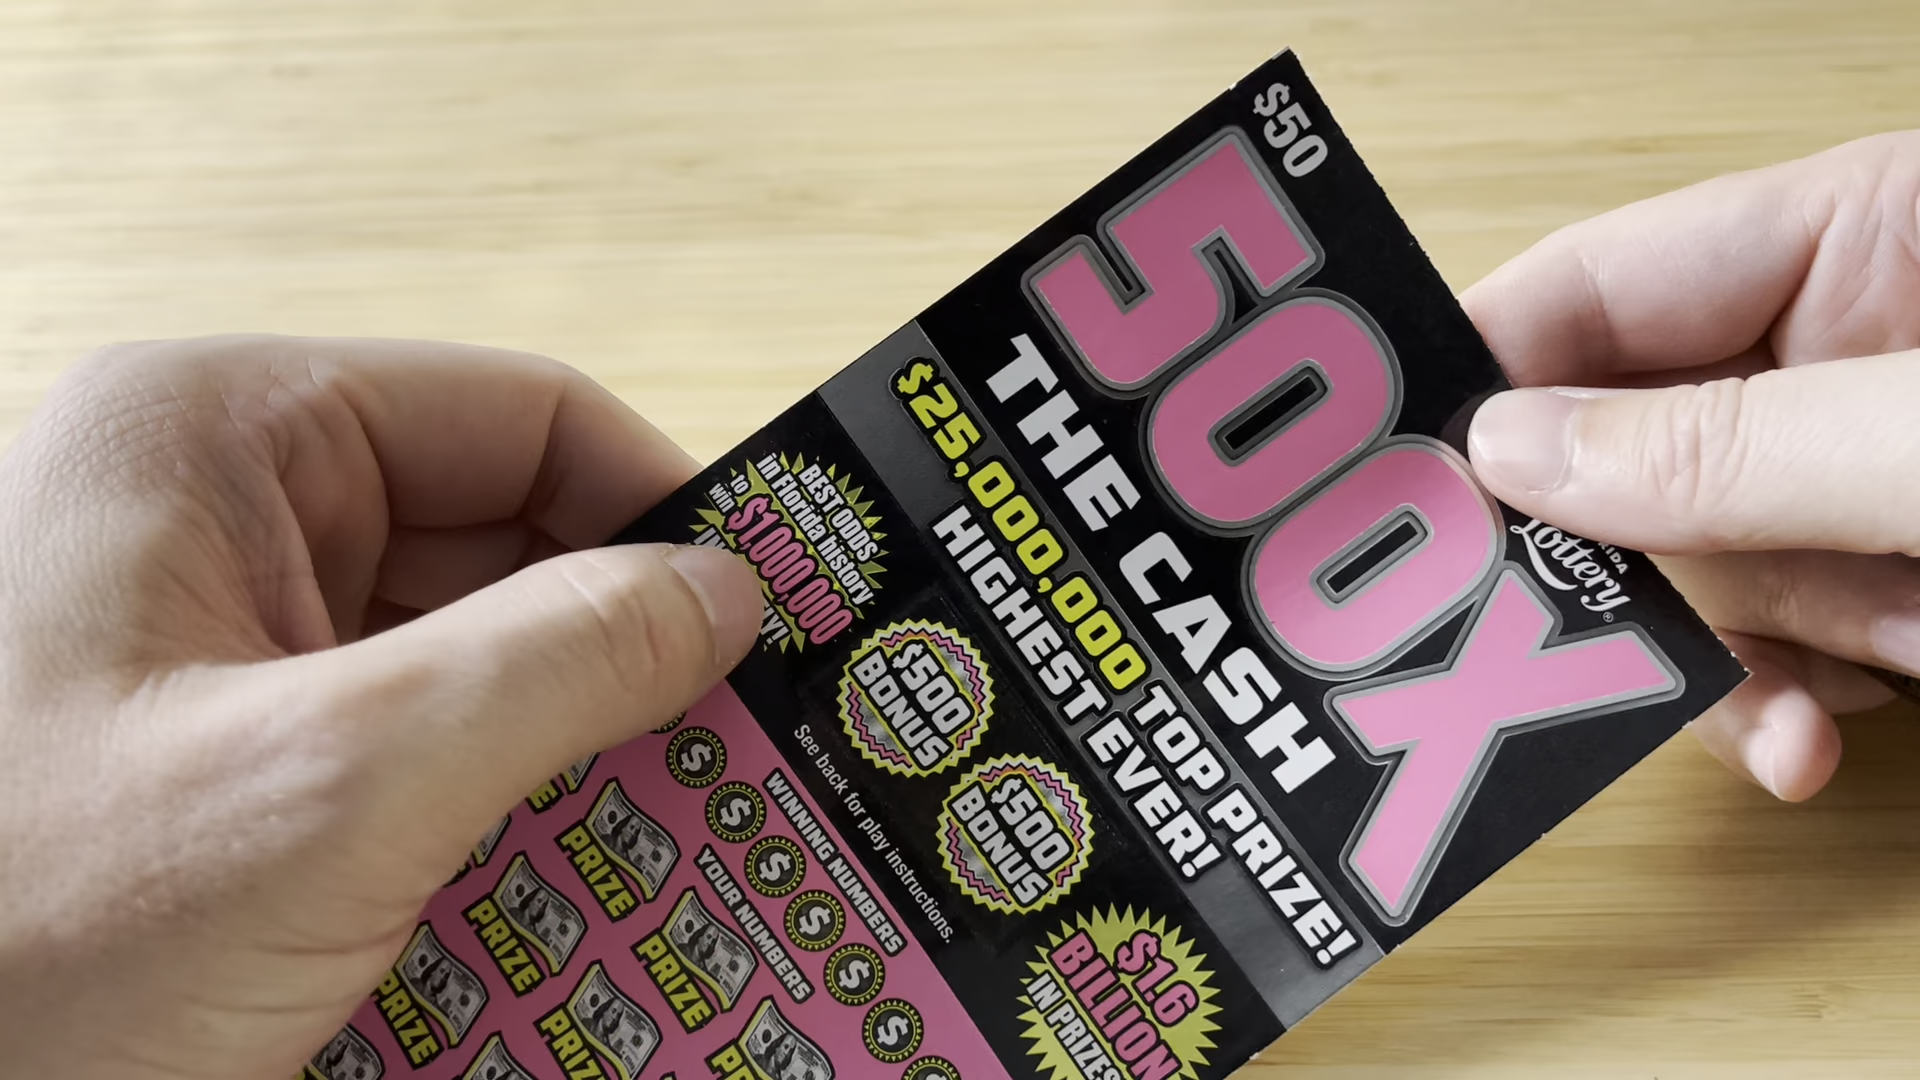 $50
500X
THE CASH
Lottery®
$25,000,000 TOP PRIZE!
HIGHEST EVER!
BEST ODDS
in Florida history
to
win $1,000,000
$500
BONUS
$500
BONUS
$1.6
BILLION
IN PRIZES
See back for play instructions.
WINNING NUMBERS
YOUR NUMBERS
PRIZE
PRIZE
PRIZE
PRIZE